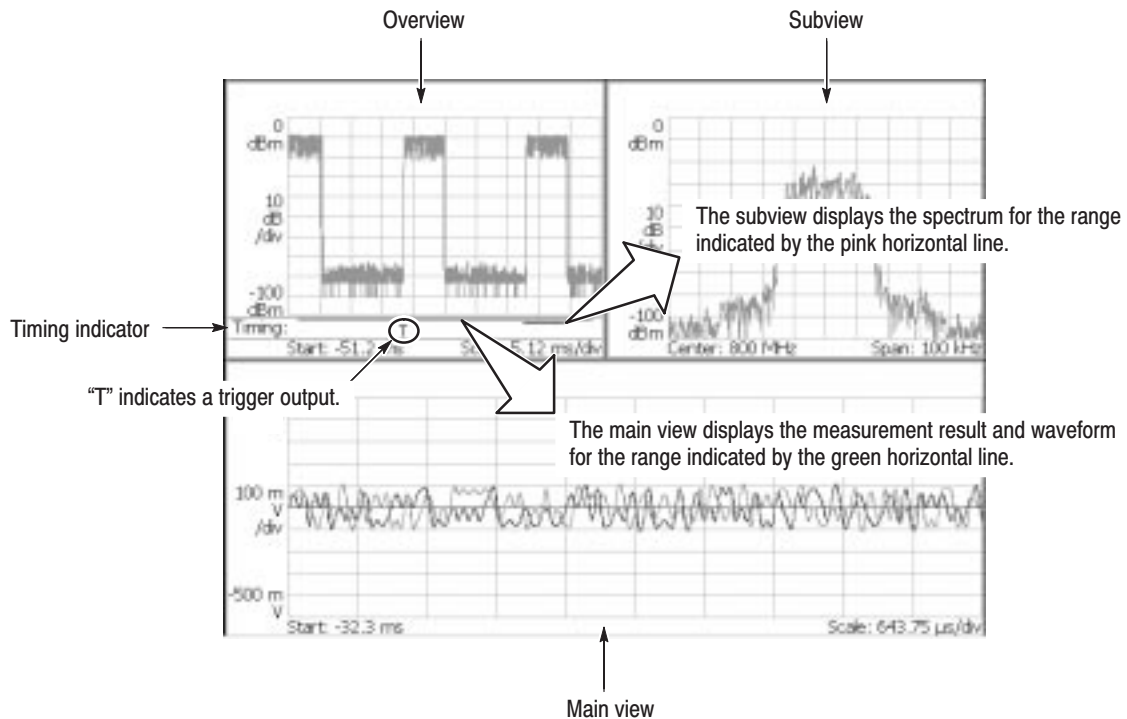 Overview
Subview
0
dBm
10
dB
/div
-100
dBm
Timing:
T
Start: -51.2
ms
5.12 ms/div
0
dBm
10
dB
/div
-100
dBm
Center: 800 MHz
Span: 100 kHz
The subview displays the spectrum for the range
indicated by the pink horizontal line.
Timing indicator
“T” indicates a trigger output.
The main view displays the measurement result and waveform
for the range indicated by the green horizontal line.
100 m
V
/div
-500 m
V
Start: -32.3 ms
Scale: 643.75 µs/div
Main view